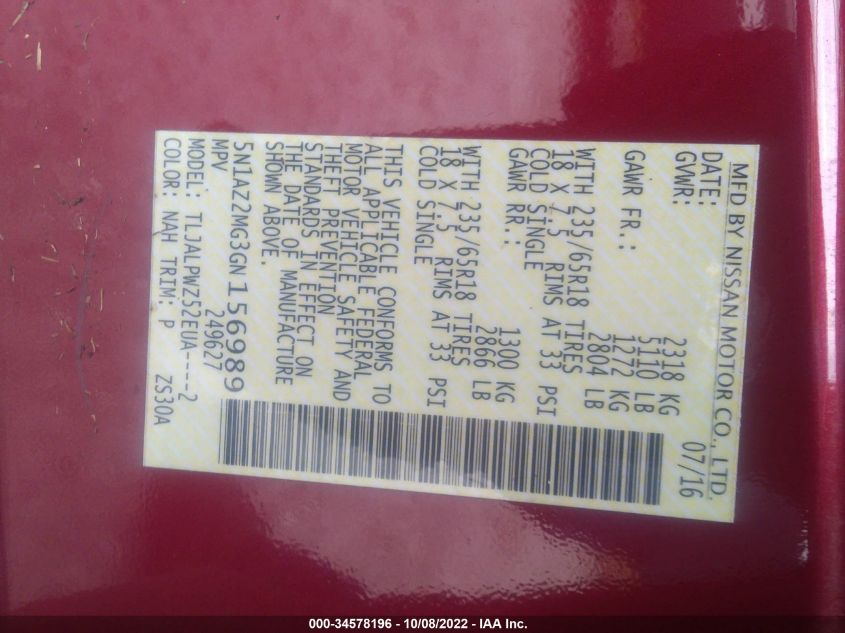 MFD BY NISSAN MOTOR CO., LTD.
DATE: 07/16
GVWR: 2318 KG
5110 LB
GAWR FR.: 1272 KG
2804 LB
WITH 235/65R18 TIRES
18 X 7.5 RIMS AT 33 PSI
COLD SINGLE
GAWR RR.: 1300 KG
2866 LB
WITH 235/65R18 TIRES
18 X 7.5 RIMS AT 33 PSI
COLD SINGLE
THIS VEHICLE CONFORMS TO
ALL APPLICABLE FEDERAL
MOTOR VEHICLE SAFETY AND
THEFT PREVENTION
STANDARDS IN EFFECT ON
THE DATE OF MANUFACTURE
SHOWN ABOVE.
5N1AZ2MG3GN156989
MPV 249627
MODEL: TLJALPWZ52EUA----2
COLOR: NAH TRIM: P ZS30A
000-34578196 - 10/08/2022 - IAA Inc.